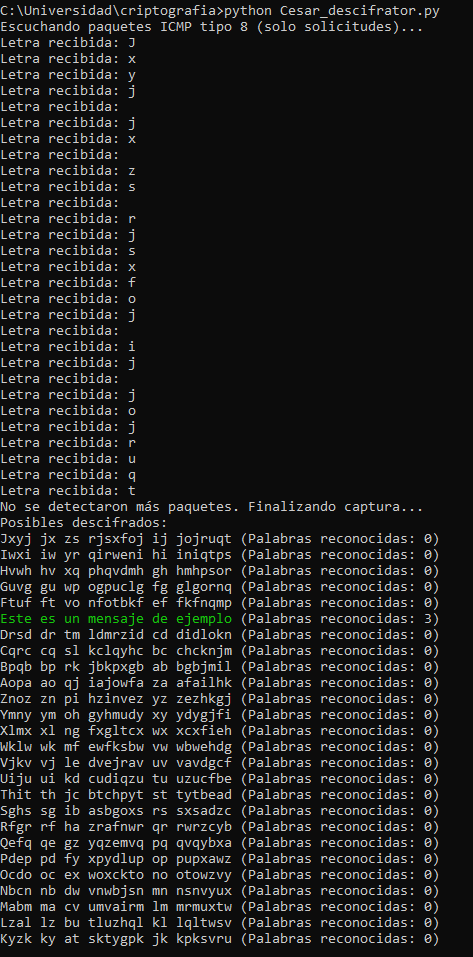 C:\Universidad\criptografia>python Cesar_descifrator.py
Escuchando paquetes ICMP tipo 8 (solo solicitudes)...
Letra recibida: J
Letra recibida: x
Letra recibida: y
Letra recibida: j
Letra recibida:
Letra recibida: j
Letra recibida: x
Letra recibida:
Letra recibida: z
Letra recibida: s
Letra recibida:
Letra recibida: r
Letra recibida: j
Letra recibida: s
Letra recibida: x
Letra recibida: f
Letra recibida: o
Letra recibida: j
Letra recibida:
Letra recibida: i
Letra recibida: j
Letra recibida:
Letra recibida: j
Letra recibida: o
Letra recibida: j
Letra recibida: r
Letra recibida: u
Letra recibida: q
Letra recibida: t
No se detectaron más paquetes. Finalizando captura...
Posibles descifrados:
Jxyj jx zs rjsxfoj ij jojruqt (Palabras reconocidas: 0)
Iwxi iw yr qirweni hi iniqtps (Palabras reconocidas: 0)
Hvwh hv xq phqvdmh gh hmhpsor (Palabras reconocidas: 0)
Guvg gu wp ogpuclg fg glgornq (Palabras reconocidas: 0)
Ftuf ft vo nfotbkf ef fkfnqmp (Palabras reconocidas: 0)
Este es un mensaje de ejemplo (Palabras reconocidas: 3)
Drsd dr tm ldmrzid cd didlokn (Palabras reconocidas: 0)
Cqrc cq sl kclqyhc bc chcknjm (Palabras reconocidas: 0)
Bpqb bp rk jbkpxgb ab bgbjmil (Palabras reconocidas: 0)
Aopa ao qj iajowfa za afailhk (Palabras reconocidas: 0)
Znoz zn pi hzinvez yz zezhkgj (Palabras reconocidas: 0)
Ymny ym oh gyhmudy xy ydygjfi (Palabras reconocidas: 0)
Xlmx xl ng fxgltcx wx xcxfieh (Palabras reconocidas: 0)
Wklw wk mf ewfksbw vw wbwehdg (Palabras reconocidas: 0)
Vjkv vj le dvejrav uv vavdgcf (Palabras reconocidas: 0)
Uiju ui kd cudiqzu tu uzucfbe (Palabras reconocidas: 0)
Thit th jc btchpyt st tytbead (Palabras reconocidas: 0)
Sghs sg ib asbgoxs rs sxsadzc (Palabras reconocidas: 0)
Rfgr rf ha zrafnwr qr rwrzcyb (Palabras reconocidas: 0)
Qefq qe gz yqzemvq pq qvqybxa (Palabras reconocidas: 0)
Pdep pd fy xpydlup op pupxawz (Palabras reconocidas: 0)
Ocdo oc ex woxckto no otowzvy (Palabras reconocidas: 0)
Nbcn nb dw vnwbjsn mn nsnvyux (Palabras reconocidas: 0)
Mabm ma cv umvairm lm mrmuxtw (Palabras reconocidas: 0)
Lzal lz bu tluzhql kl lqltwsv (Palabras reconocidas: 0)
Kyzk ky at sktygpk jk kpksvru (Palabras reconocidas: 0)